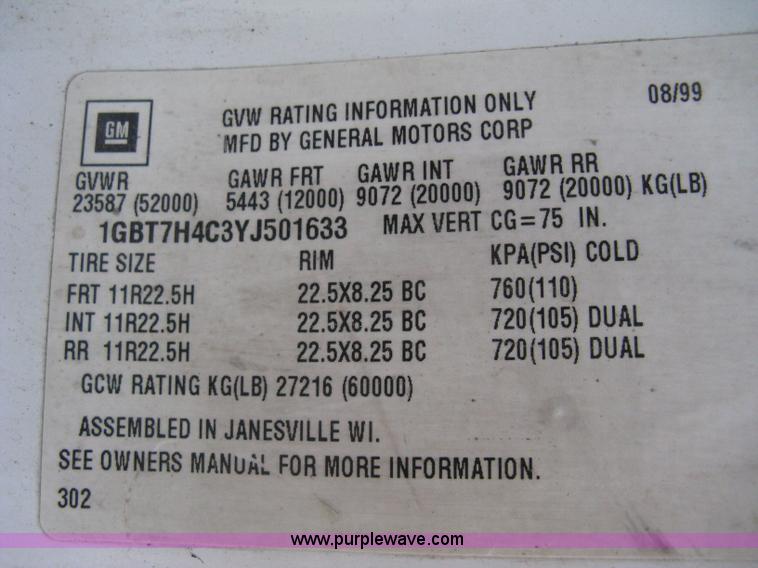 GM
GVW RATING INFORMATION ONLY 08/99
MFD BY GENERAL MOTORS CORP
GVWR GAWR FRT GAWR INT GAWR RR
23587 (52000) 5443 (12000) 9072 (20000) 9072 (20000) KG(LB)
1GBT7H4C3YJ501633 MAX VERT CG=75 IN.
TIRE SIZE RIM KPA(PSI) COLD
FRT 11R22.5H 22.5X8.25 BC 760(110)
INT 11R22.5H 22.5X8.25 BC 720(105) DUAL
RR 11R22.5H 22.5X8.25 BC 720(105) DUAL
GCW RATING KG(LB) 27216 (60000)
ASSEMBLED IN JANESVILLE WI.
SEE OWNERS MANUAL FOR MORE INFORMATION.
302
www.purplewave.com